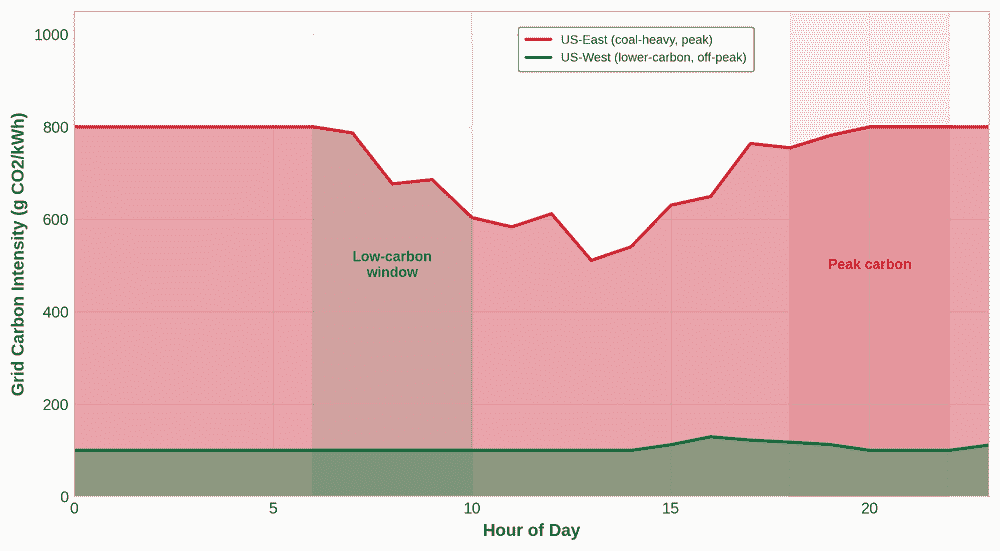 US-East (coal-heavy, peak)
US-West (lower-carbon, off-peak)
Grid Carbon Intensity (g CO2/kWh)
1000
800
600
400
200
0
Low-carbon
window
Peak carbon
0 5 10 15 20
Hour of Day